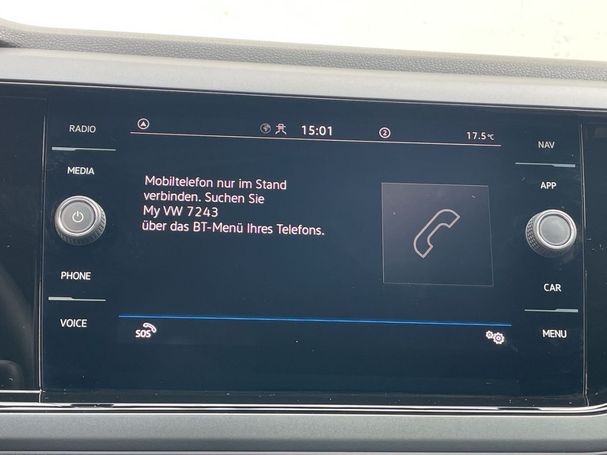 RADIO
MEDIA
PHONE
VOICE
15:01
2
17.5°C
Mobiltelefon nur im Stand
verbinden. Suchen Sie
My VW 7243
über das BT-Menü Ihres Telefons.
SOS
NAV
APP
CAR
MENU